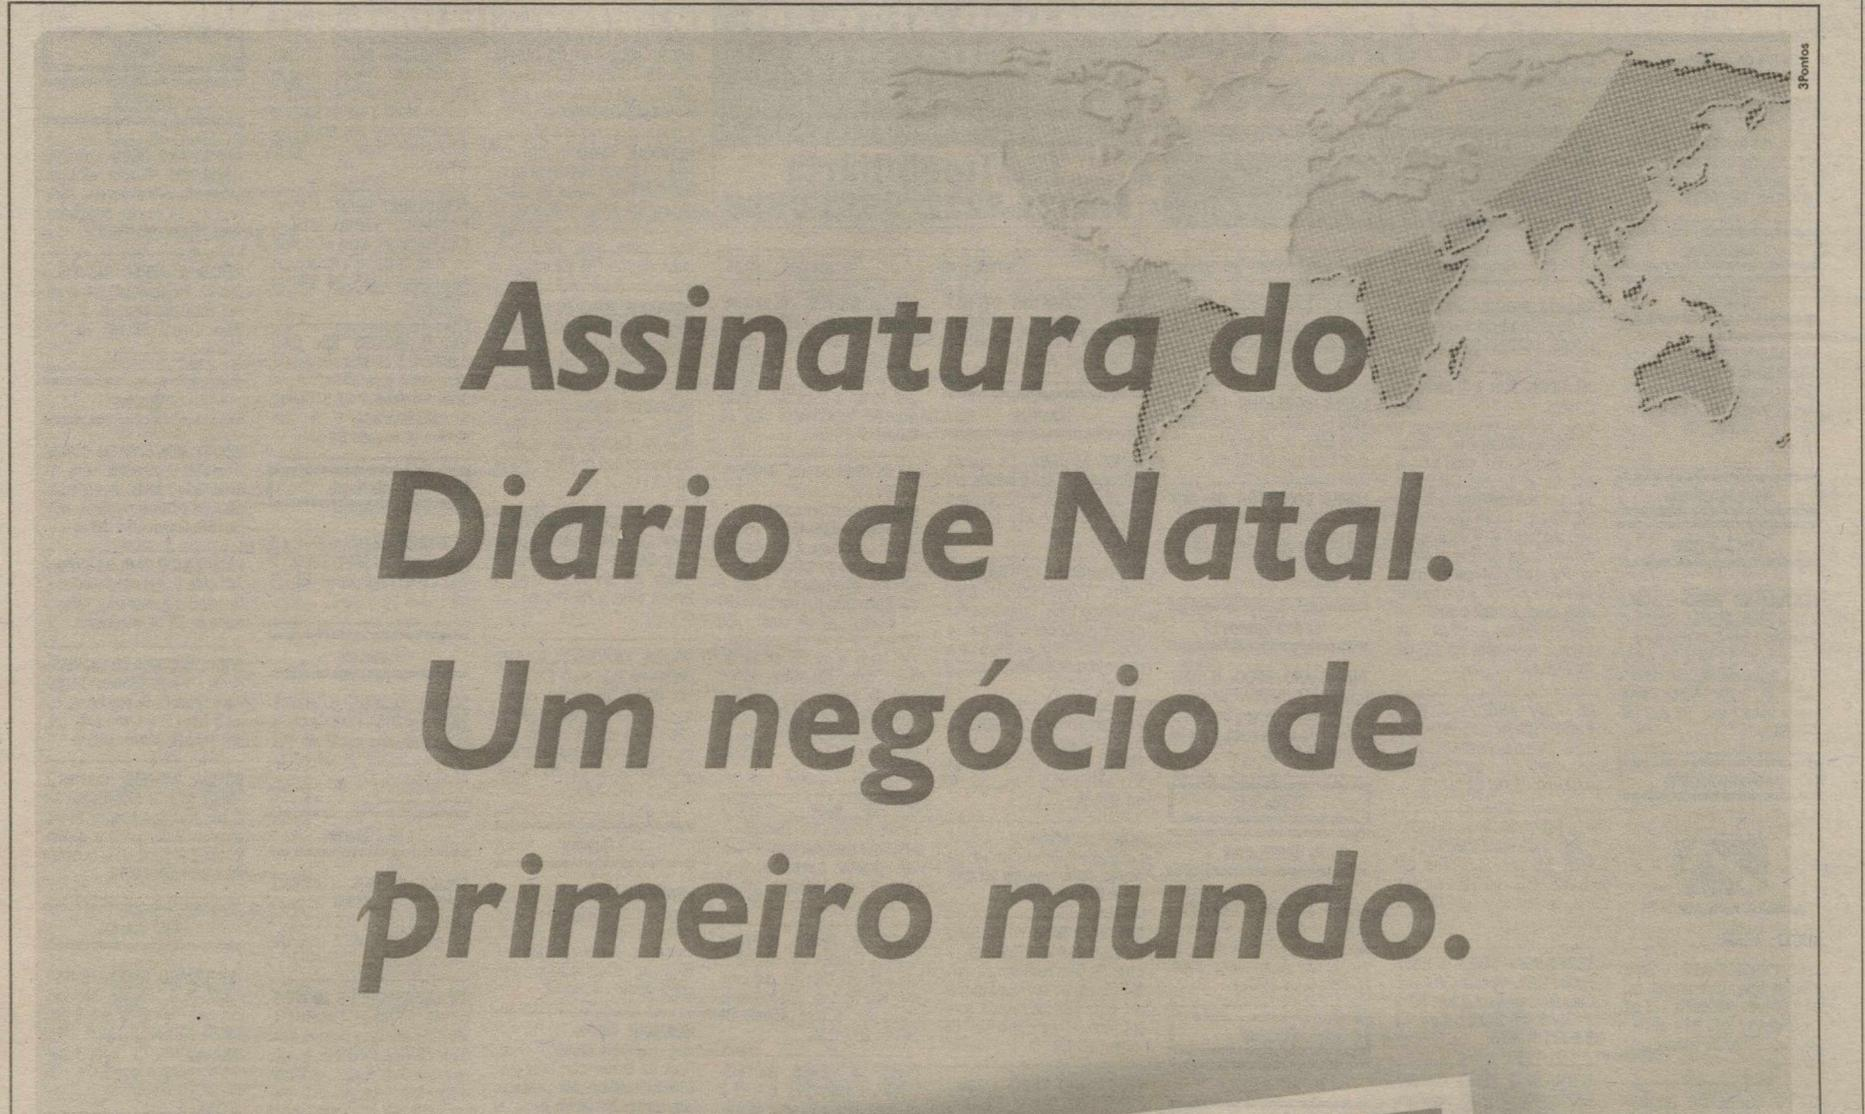 3Pontos
Assinatura do
Diário de Natal.
Um negócio de
primeiro mundo.